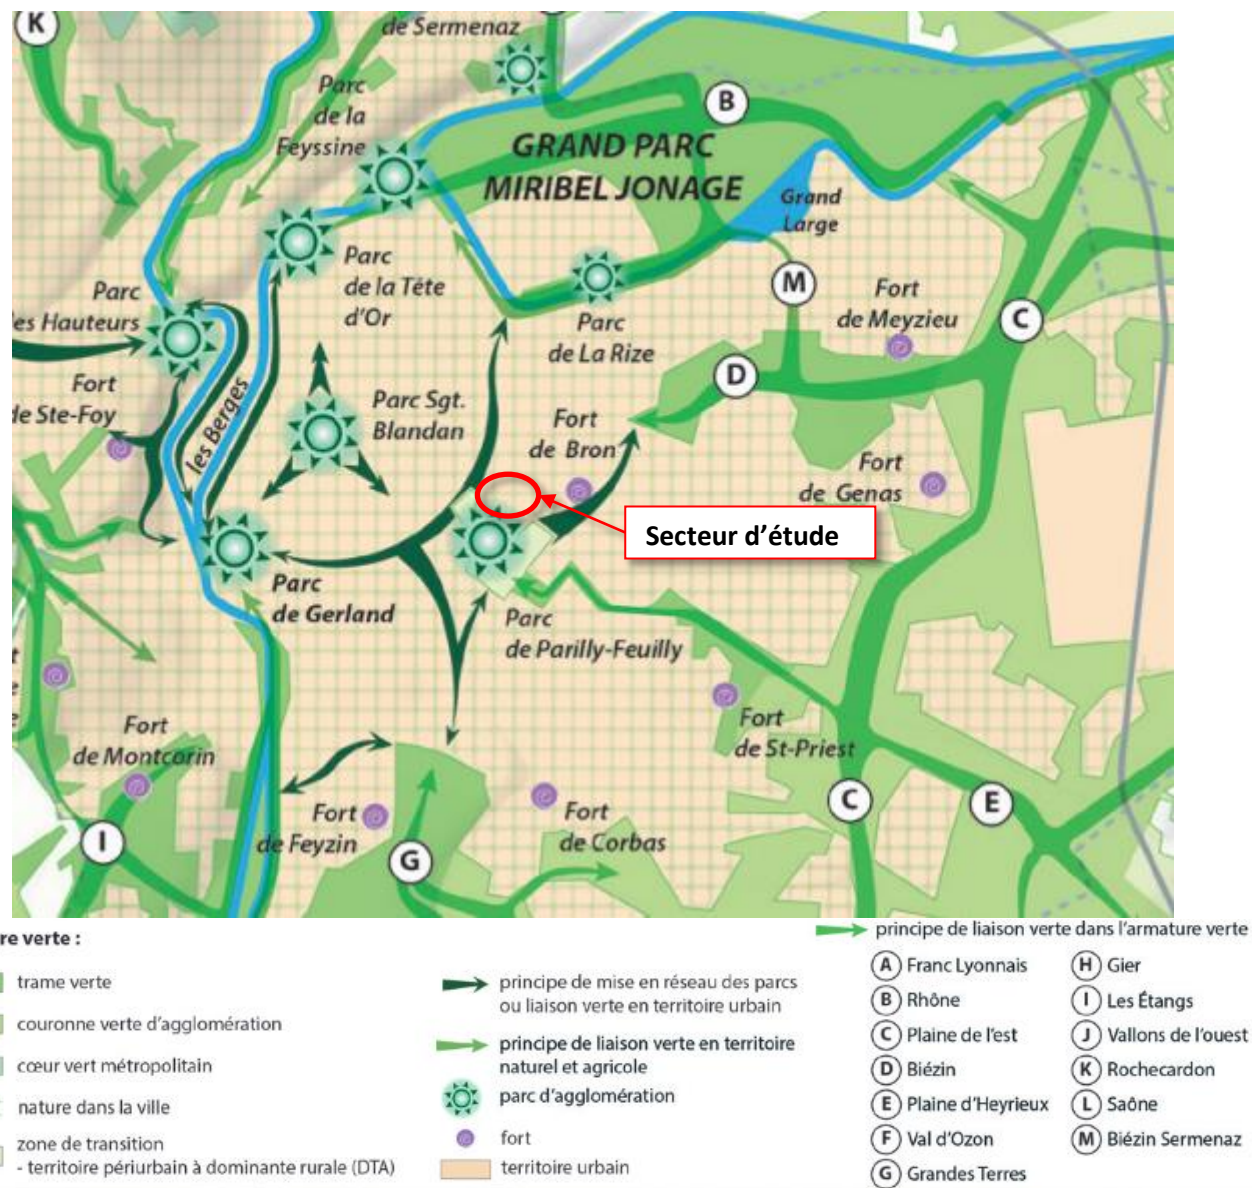 K
de Sermenaz
Parc
de la
Feyssine
B
GRAND PARC
MIRIBEL JONAGE
Grand
Large
Parc
de la Tête
d'Or
M
Fort
de Meyzieu
C
Parc
les Hauteurs
Parc
de La Rize
D
Fort
de Ste-Foy
les Berges
Parc Sgt.
Blandan
Fort
de Bron
Fort
de Genas
Secteur d'étude
Parc
de Gerland
Parc
de Parilly-Feuilly
Fort
de St-Priest
Fort
de Montcorin
C
E
Fort
de Feyzin
Fort
de Corbas
I
G
re verte :
trame verte
couronne verte d'agglomération
cœur vert métropolitain
nature dans la ville
zone de transition
- territoire périurbain à dominante rurale (DTA)
principe de mise en réseau des parcs
ou liaison verte en territoire urbain
principe de liaison verte en territoire
naturel et agricole
parc d'agglomération
fort
territoire urbain
principe de liaison verte dans l'armature verte
A Franc Lyonnais
B Rhône
C Plaine de l'est
D Biézin
E Plaine d'Heyrieux
F Val d'Ozon
G Grandes Terres
H Gier
I Les Étangs
J Vallons de l'ouest
K Rochecardon
L Saône
M Biézin Sermenaz